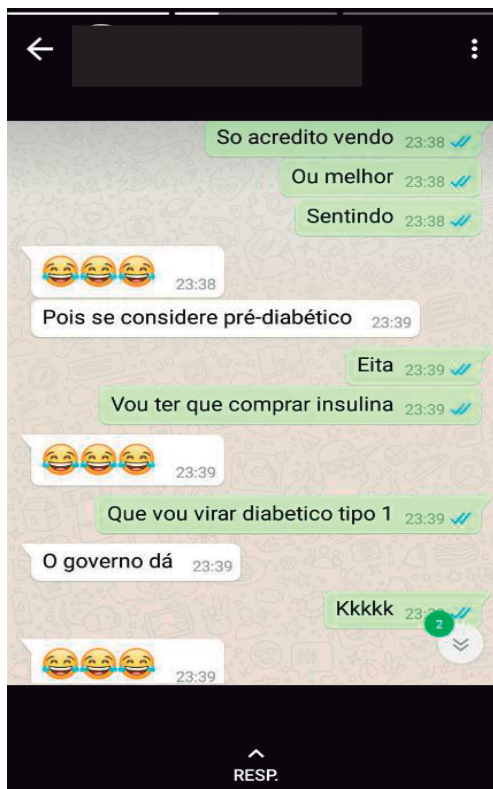 So acredito vendo 23:38
Ou melhor 23:38
Sentindo 23:38
😂😂😂 23:38
Pois se considere pré-diabético 23:39
Eita 23:39
Vou ter que comprar insulina 23:39
😂😂😂 23:39
Que vou virar diabetico tipo 1 23:39
O governo dá 23:39
Kkkkk
2
😂😂😂 23:39
RESP.